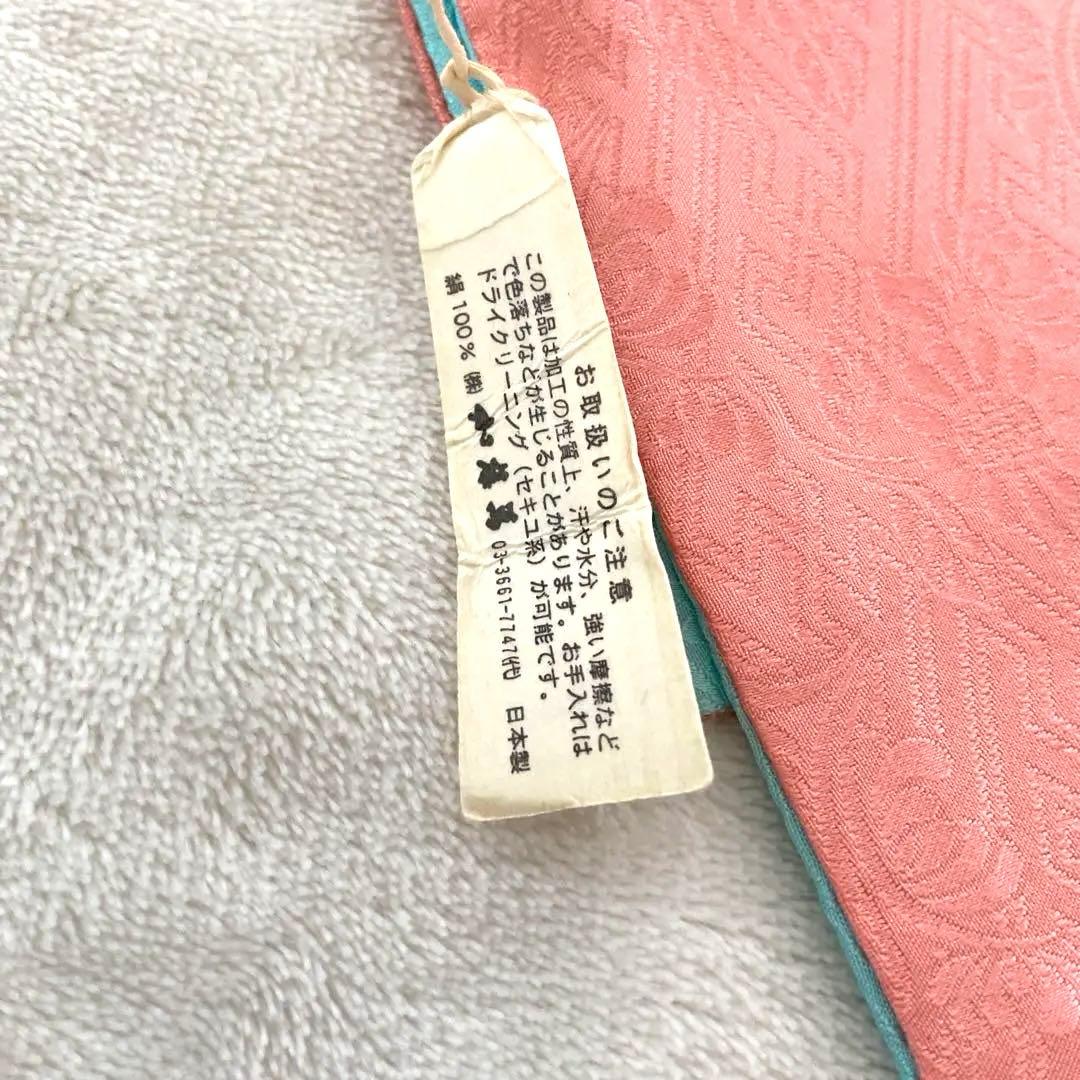 お取扱いのご注意
この製品は加工の性質上、汗や水分、強い摩擦など
で色落ちなどが生じることがあります。お手入れは
ドライクリーニング(セキユ系)が可能です。
絹100% ㈱ 03-3661-7747㈹ 日本製